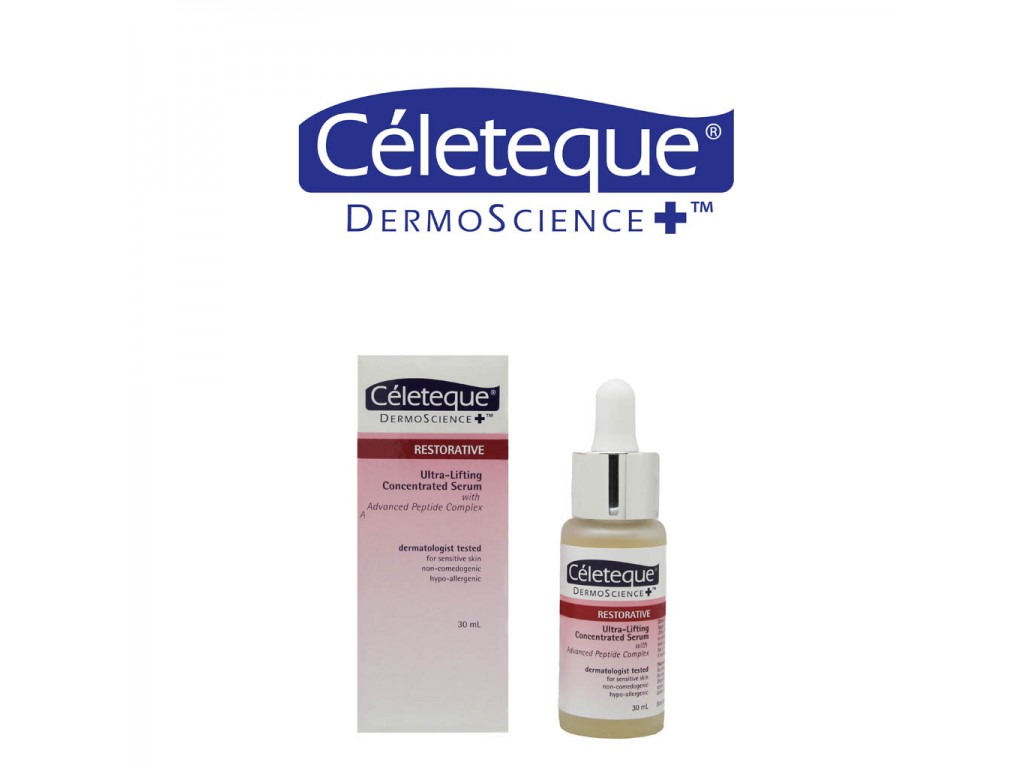 Céleteque®
DERMOSCIENCE+™
Céleteque®
DERMOSCIENCE+™
RESTORATIVE
Ultra-Lifting
Concentrated Serum
with
Advanced Peptide Complex
A
dermatologist tested
for sensitive skin
non-comedogenic
hypo-allergenic
30 mL
Céleteque®
DERMOSCIENCE+™
RESTORATIVE
Ultra-Lifting
Concentrated Serum
with
Advanced Peptide Complex
dermatologist tested
for sensitive skin
non-comedogenic
hypo-allergenic
30 mL